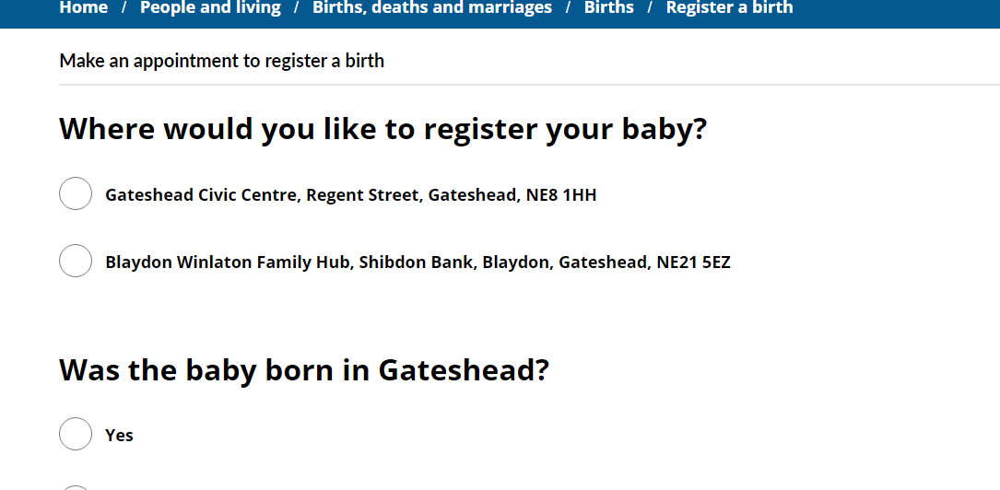 Home / People and living / Births, deaths and marriages / Births / Register a birth
Make an appointment to register a birth
Where would you like to register your baby?
Gateshead Civic Centre, Regent Street, Gateshead, NE8 1HH
Blaydon Winlaton Family Hub, Shibdon Bank, Blaydon, Gateshead, NE21 5EZ
Was the baby born in Gateshead?
Yes